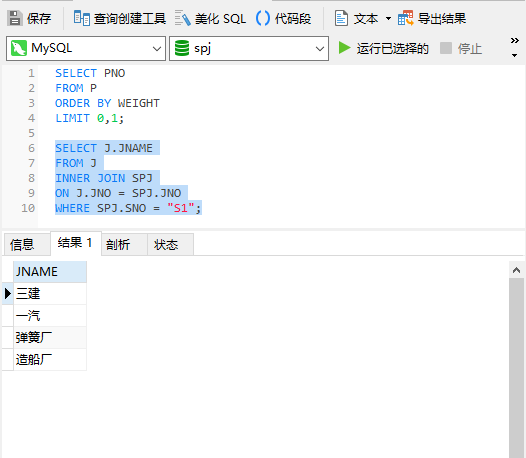 保存 查询创建工具 美化 SQL 代码段 文本 导出结果
MySQL spj 运行已选择的 停止
1 SELECT PNO
2 FROM P
3 ORDER BY WEIGHT
4 LIMIT 0,1;
5
6 SELECT J.JNAME
7 FROM J
8 INNER JOIN SPJ
9 ON J.JNO = SPJ.JNO
10 WHERE SPJ.SNO = "S1";
信息 结果 1 剖析 状态
JNAME
三建
一汽
弹簧厂
造船厂